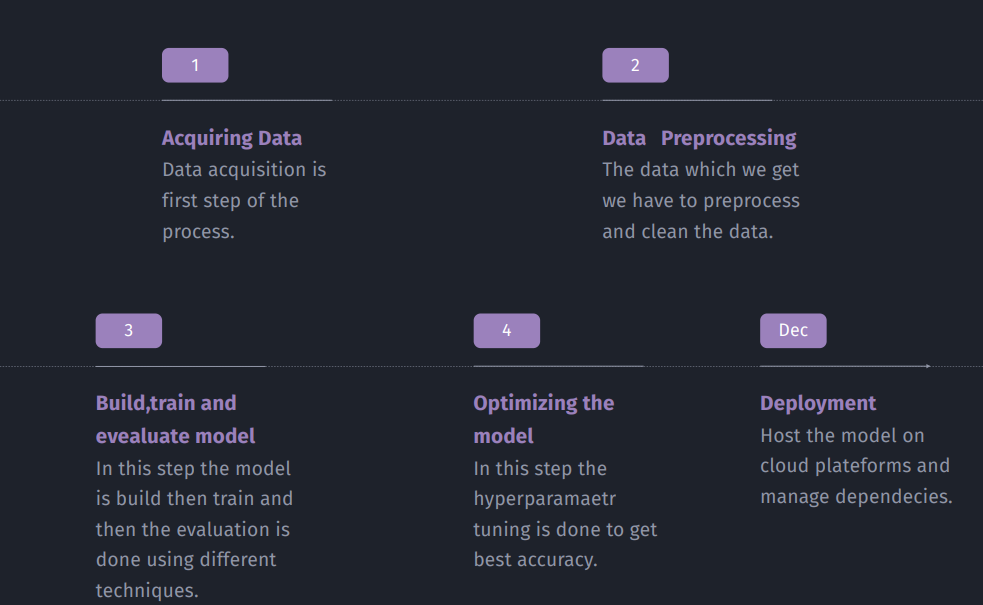 1
Acquiring Data
Data acquisition is
first step of the
process.
2
Data Preprocessing
The data which we get
we have to preprocess
and clean the data.
3
Build,train and
evealuate model
In this step the model
is build then train and
then the evaluation is
done using different
techniques.
4
Optimizing the
model
In this step the
hyperparamaetr
tuning is done to get
best accuracy.
Dec
Deployment
Host the model on
cloud plateforms and
manage dependecies.